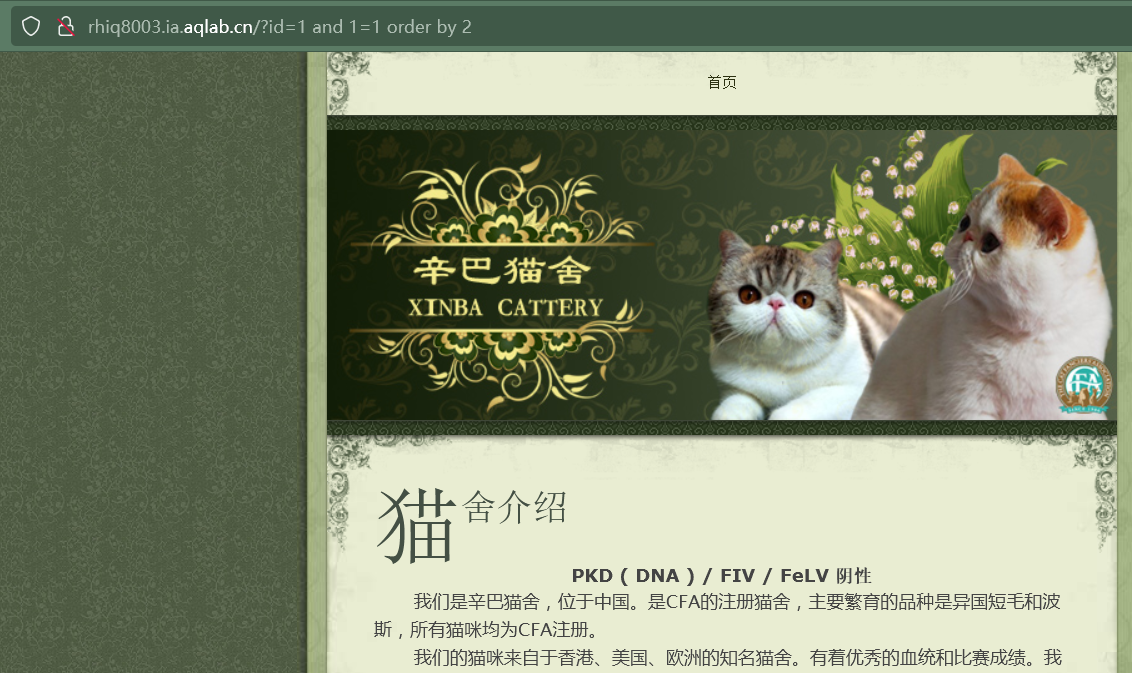 rhiq8003.ia.aqlab.cn/?id=1 and 1=1 order by 2
首页
辛巴猫舍
XINBA CATTERY
CFA
猫舍介绍
PKD ( DNA ) / FIV / FeLV 阴性
我们是辛巴猫舍，位于中国。是CFA的注册猫舍，主要繁育的品种是异国短毛和波
斯，所有猫咪均为CFA注册。
我们的猫咪来自于香港、美国、欧洲的知名猫舍。有着优秀的血统和比赛成绩。我